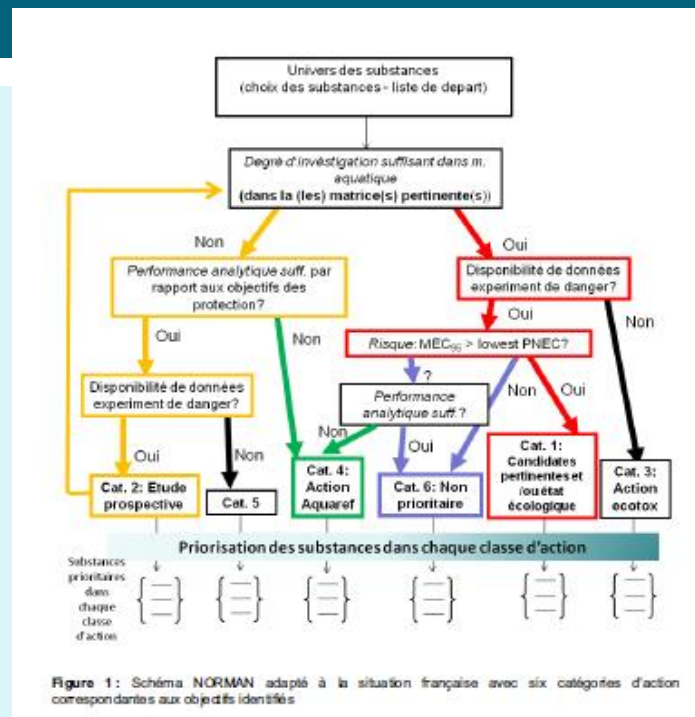 Univers des substances
(choix des substances - liste de depart)
Degré d'invéstigation suffisant dans m.
aquatique
(dans la (les) matrice(s) pertinente(s))
Non
Oui
Performance analytique suff. par
rapport aux objectifs des
protection?
Disponibilité de données
experiment de danger?
Oui
Non
Oui
Non
Risque: MEC95 > lowest PNEC?
?
Non
Oui
Disponibilité de données
experiment de danger?
Performance
analytique suff.?
Oui
Non
Non
Oui
Cat. 2: Etude
prospective
Cat. 5
Cat. 4:
Action
Aquaref
Cat. 6: Non
prioritaire
Cat. 1:
Candidates
pertinentes et
/ou état
écologique
Cat. 3:
Action
ecotox
Priorisation des substances dans chaque classe d'action
Substances
prioritaires
dans
chaque
classe
d'action
Figure 1: Schéma NORMAN adapté à la situation française avec six catégories d'action
correspondantes aux objectifs identifiés